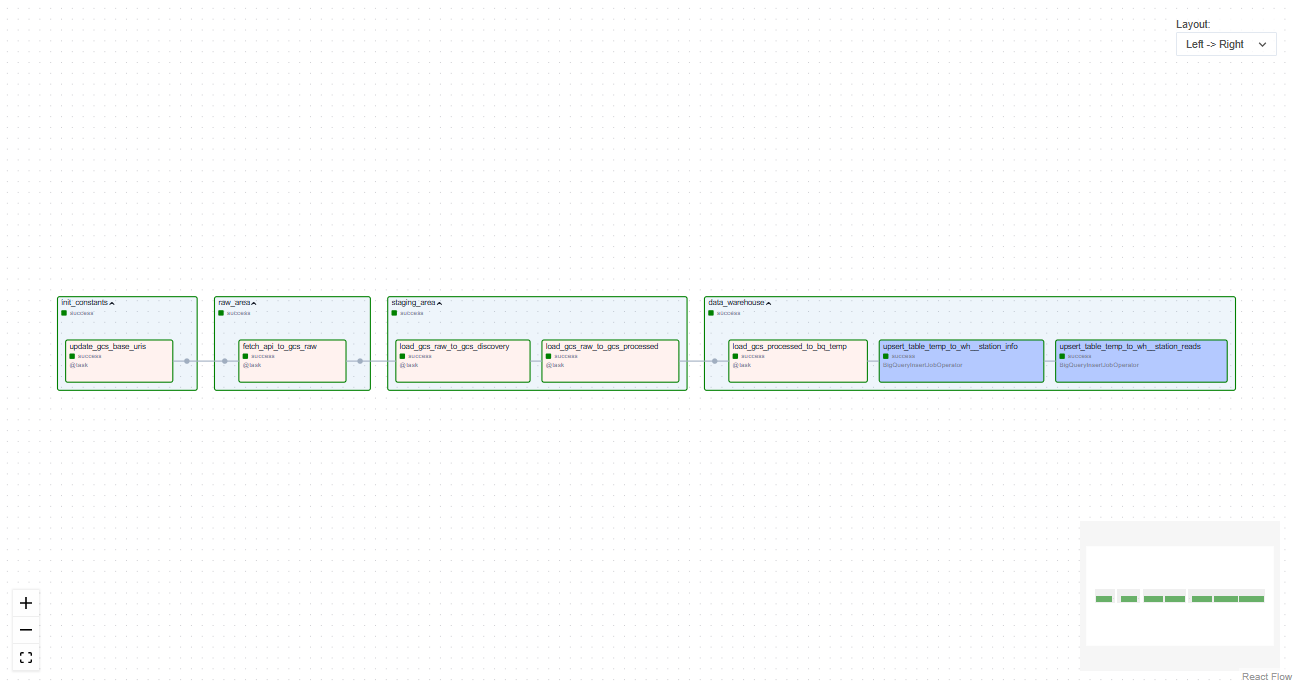 Layout:
Left -> Right
init_constants
success
update_gcs_base_uris
success
@task
raw_area
success
fetch_api_to_gcs_raw
success
@task
staging_area
success
load_gcs_raw_to_gcs_discovery
success
@task
load_gcs_raw_to_gcs_processed
success
@task
data_warehouse
success
load_gcs_processed_to_bq_temp
success
@task
upsert_table_temp_to_wh__station_info
success
BigQueryInsertJobOperator
upsert_table_temp_to_wh__station_reads
success
BigQueryInsertJobOperator
React Flow